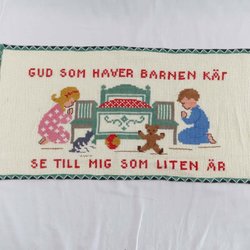 GUD SOM HAVER BARNEN KÄR
SE TILL MIG SOM LITEN ÄR